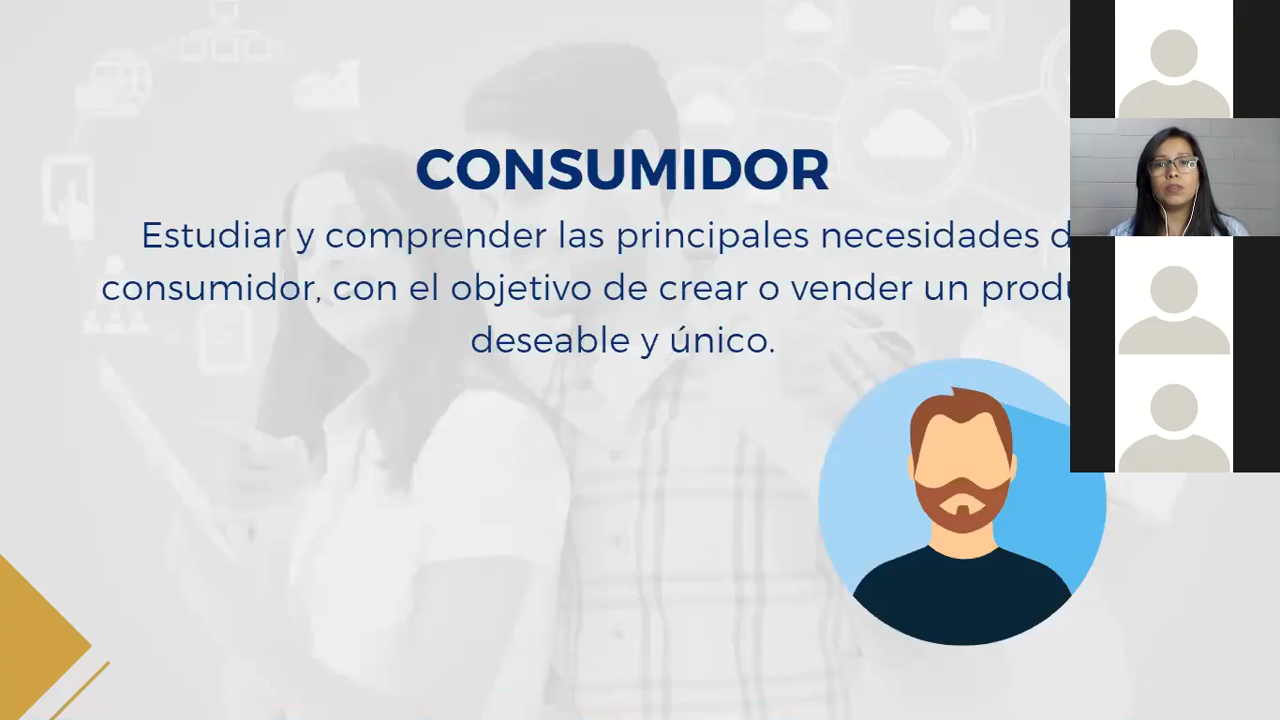 CONSUMIDOR
Estudiar y comprender las principales necesidades
consumidor, con el objetivo de crear o vender un
deseable y único.